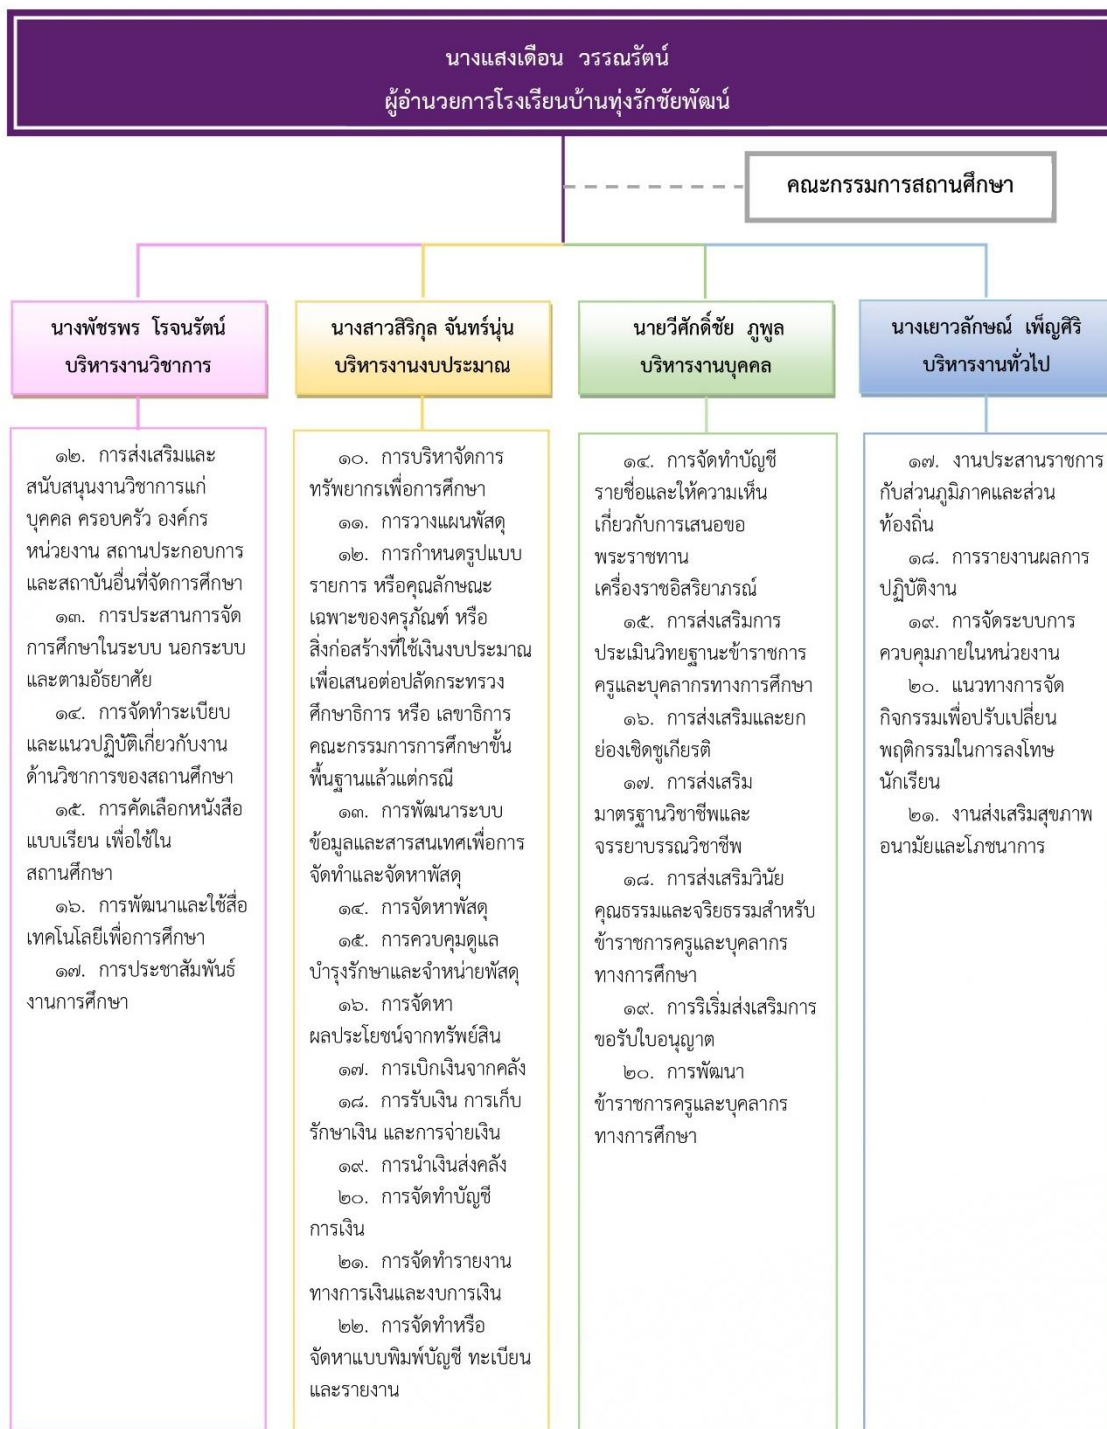 นางแสงเดือน วรรณรัตน์
ผู้อำนวยการโรงเรียนบ้านทุ่งรักชัยพัฒน์
คณะกรรมการสถานศึกษา
นางพัชรพร โรจนรัตน์
บริหารงานวิชาการ
๑๒. การส่งเสริมและ
สนับสนุนงานวิชาการแก่
บุคคล ครอบครัว องค์กร
หน่วยงาน สถานประกอบการ
และสถาบันอื่นที่จัดการศึกษา
๑๓. การประสานการจัด
การศึกษาในระบบ นอกระบบ
และตามอัธยาศัย
๑๔. การจัดทำระเบียบ
และแนวปฏิบัติเกี่ยวกับงาน
ด้านวิชาการของสถานศึกษา
๑๕. การคัดเลือกหนังสือ
แบบเรียน เพื่อใช้ใน
สถานศึกษา
๑๖. การพัฒนาและใช้สื่อ
เทคโนโลยีเพื่อการศึกษา
๑๗. การประชาสัมพันธ์
งานการศึกษา
นางสาวสิริกุล จันทร์นุ่น
บริหารงานงบประมาณ
๑๐. การบริหาจัดการ
ทรัพยากรเพื่อการศึกษา
๑๑. การวางแผนพัสดุ
๑๒. การกำหนดรูปแบบ
รายการ หรือคุณลักษณะ
เฉพาะของครุภัณฑ์ หรือ
สิ่งก่อสร้างที่ใช้เงินงบประมาณ
เพื่อเสนอต่อปลัดกระทรวง
ศึกษาธิการ หรือ เลขาธิการ
คณะกรรมการการศึกษาขั้น
พื้นฐานแล้วแต่กรณี
๑๓. การพัฒนาระบบ
ข้อมูลและสารสนเทศเพื่อการ
จัดทำและจัดหาพัสดุ
๑๔. การจัดหาพัสดุ
๑๕. การควบคุมดูแล
บำรุงรักษาและจำหน่ายพัสดุ
๑๖. การจัดหา
ผลประโยชน์จากทรัพย์สิน
๑๗. การเบิกเงินจากคลัง
๑๘. การรับเงิน การเก็บ
รักษาเงิน และการจ่ายเงิน
๑๙. การนำเงินส่งคลัง
๒๐. การจัดทำบัญชี
การเงิน
๒๑. การจัดทำรายงาน
ทางการเงินและงบการเงิน
๒๒. การจัดทำหรือ
จัดหาแบบพิมพ์บัญชี ทะเบียน
และรายงาน
นายวีศักดิ์ชัย ภูพูล
บริหารงานบุคคล
๑๔. การจัดทำบัญชี
รายชื่อและให้ความเห็น
เกี่ยวกับการเสนอขอ
พระราชทาน
เครื่องราชอิสริยาภรณ์
๑๕. การส่งเสริมการ
ประเมินวิทยฐานะข้าราชการ
ครูและบุคลากรทางการศึกษา
๑๖. การส่งเสริมและยก
ย่องเชิดชูเกียรติ
๑๗. การส่งเสริม
มาตรฐานวิชาชีพและ
จรรยาบรรณวิชาชีพ
๑๘. การส่งเสริมวินัย
คุณธรรมและจริยธรรมสำหรับ
ข้าราชการครูและบุคลากร
ทางการศึกษา
๑๙. การริเริ่มส่งเสริมการ
ขอรับใบอนุญาต
๒๐. การพัฒนา
ข้าราชการครูและบุคลากร
ทางการศึกษา
นางเยาวลักษณ์ เพ็ญศิริ
บริหารงานทั่วไป
๑๗. งานประสานราชการ
กับส่วนภูมิภาคและส่วน
ท้องถิ่น
๑๘. การรายงานผลการ
ปฏิบัติงาน
๑๙. การจัดระบบการ
ควบคุมภายในหน่วยงาน
๒๐. แนวทางการจัด
กิจกรรมเพื่อปรับเปลี่ยน
พฤติกรรมในการลงโทษ
นักเรียน
๒๑. งานส่งเสริมสุขภาพ
อนามัยและโภชนาการ